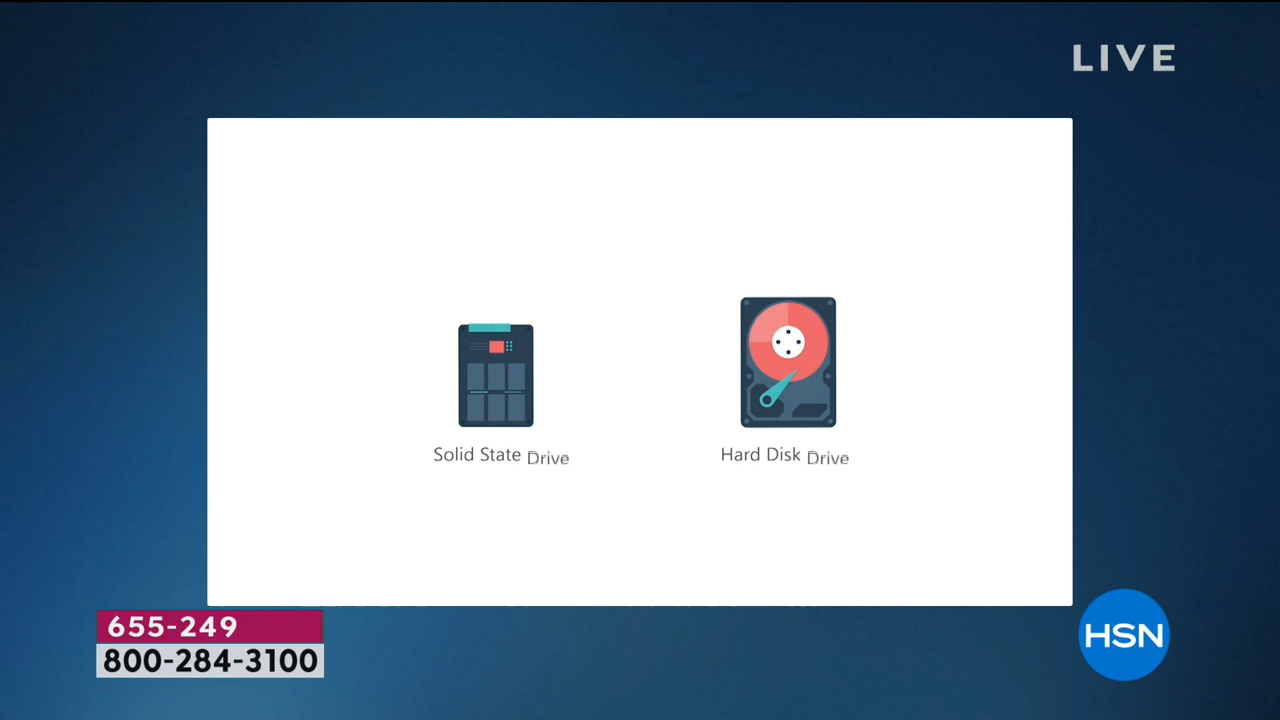 LIVE
Solid State Drive
Hard Disk Drive
655-249
800-284-3100
HSN